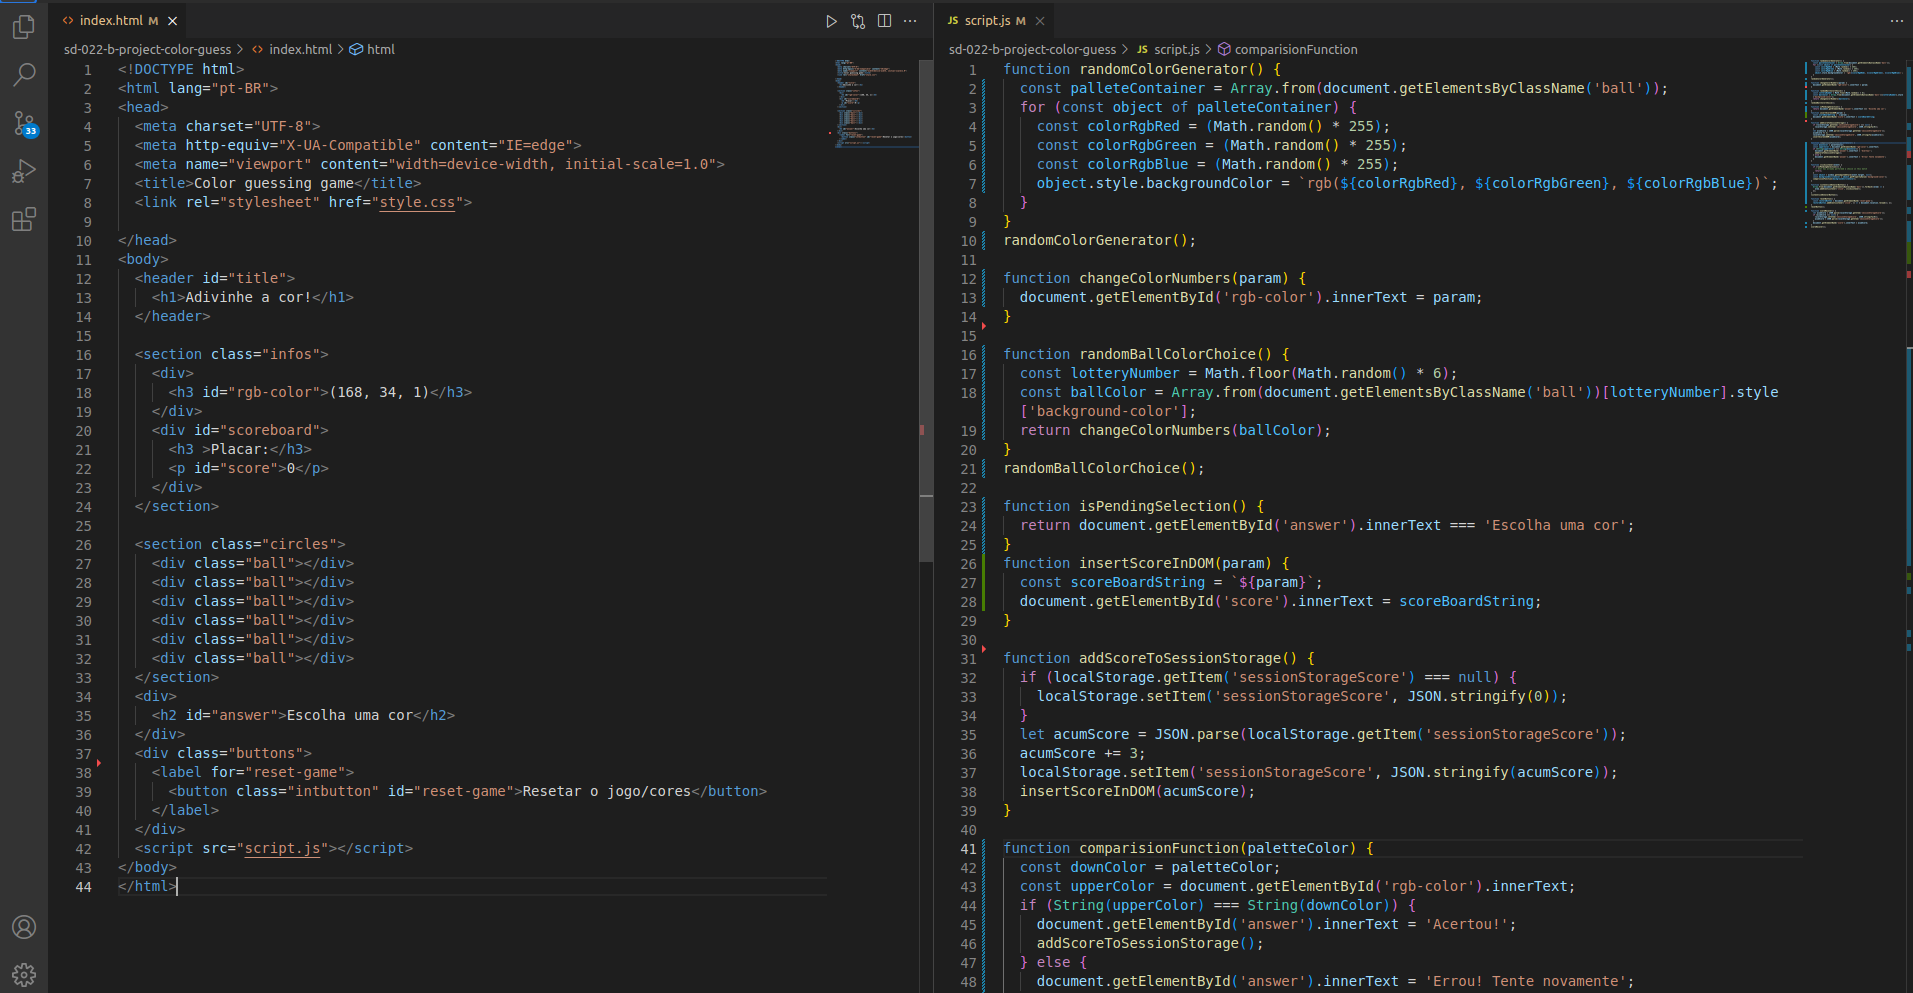 index.html M
sd-022-b-project-color-guess > index.html > html
33
1 <!DOCTYPE html>
2 <html lang="pt-BR">
3 <head>
4 <meta charset="UTF-8">
5 <meta http-equiv="X-UA-Compatible" content="IE=edge">
6 <meta name="viewport" content="width=device-width, initial-scale=1.0">
7 <title>Color guessing game</title>
8 <link rel="stylesheet" href="style.css">
9
10 </head>
11 <body>
12 <header id="title">
13 <h1>Adivinhe a cor!</h1>
14 </header>
15
16 <section class="infos">
17 <div>
18 <h3 id="rgb-color">(168, 34, 1)</h3>
19 </div>
20 <div id="scoreboard">
21 <h3 >Placar:</h3>
22 <p id="score">0</p>
23 </div>
24 </section>
25
26 <section class="circles">
27 <div class="ball"></div>
28 <div class="ball"></div>
29 <div class="ball"></div>
30 <div class="ball"></div>
31 <div class="ball"></div>
32 <div class="ball"></div>
33 </section>
34 <div>
35 <h2 id="answer">Escolha uma cor</h2>
36 </div>
37 <div class="buttons">
38 <label for="reset-game">
39 <button class="intbutton" id="reset-game">Resetar o jogo/cores</button>
40 </label>
41 </div>
42 <script src="script.js"></script>
43 </body>
44 </html>
JS script.js M
sd-022-b-project-color-guess > JS script.js > comparisionFunction
1 function randomColorGenerator() {
2 const palleteContainer = Array.from(document.getElementsByClassName('ball'));
3 for (const object of palleteContainer) {
4 const colorRgbRed = (Math.random() * 255);
5 const colorRgbGreen = (Math.random() * 255);
6 const colorRgbBlue = (Math.random() * 255);
7 object.style.backgroundColor = `rgb(${colorRgbRed}, ${colorRgbGreen}, ${colorRgbBlue})`;
8 }
9 }
10 randomColorGenerator();
11
12 function changeColorNumbers(param) {
13 document.getElementById('rgb-color').innerText = param;
14 }
15
16 function randomBallColorChoice() {
17 const lotteryNumber = Math.floor(Math.random() * 6);
18 const ballColor = Array.from(document.getElementsByClassName('ball'))[lotteryNumber].style
['background-color'];
19 return changeColorNumbers(ballColor);
20 }
21 randomBallColorChoice();
22
23 function isPendingSelection() {
24 return document.getElementById('answer').innerText === 'Escolha uma cor';
25 }
26 function insertScoreInDOM(param) {
27 const scoreBoardString = `${param}`;
28 document.getElementById('score').innerText = scoreBoardString;
29 }
30
31 function addScoreToSessionStorage() {
32 if (localStorage.getItem('sessionStorageScore') === null) {
33 localStorage.setItem('sessionStorageScore', JSON.stringify(0));
34 }
35 let acumScore = JSON.parse(localStorage.getItem('sessionStorageScore'));
36 acumScore += 3;
37 localStorage.setItem('sessionStorageScore', JSON.stringify(acumScore));
38 insertScoreInDOM(acumScore);
39 }
40
41 function comparisionFunction(paletteColor) {
42 const downColor = paletteColor;
43 const upperColor = document.getElementById('rgb-color').innerText;
44 if (String(upperColor) === String(downColor)) {
45 document.getElementById('answer').innerText = 'Acertou!';
46 addScoreToSessionStorage();
47 } else {
48 document.getElementById('answer').innerText = 'Errou! Tente novamente';